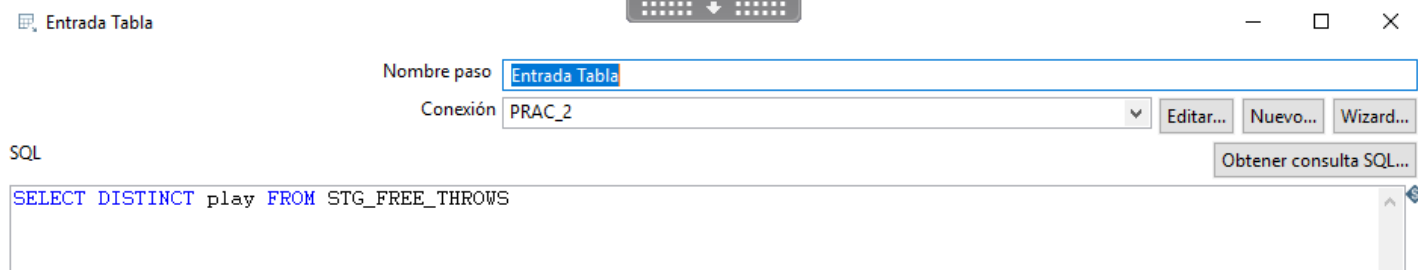 Entrada Tabla
Nombre paso Entrada Tabla
Conexión PRAC_2 Editar... Nuevo... Wizard...
SQL
Obtener consulta SQL...
SELECT DISTINCT play FROM STG_FREE_THROWS